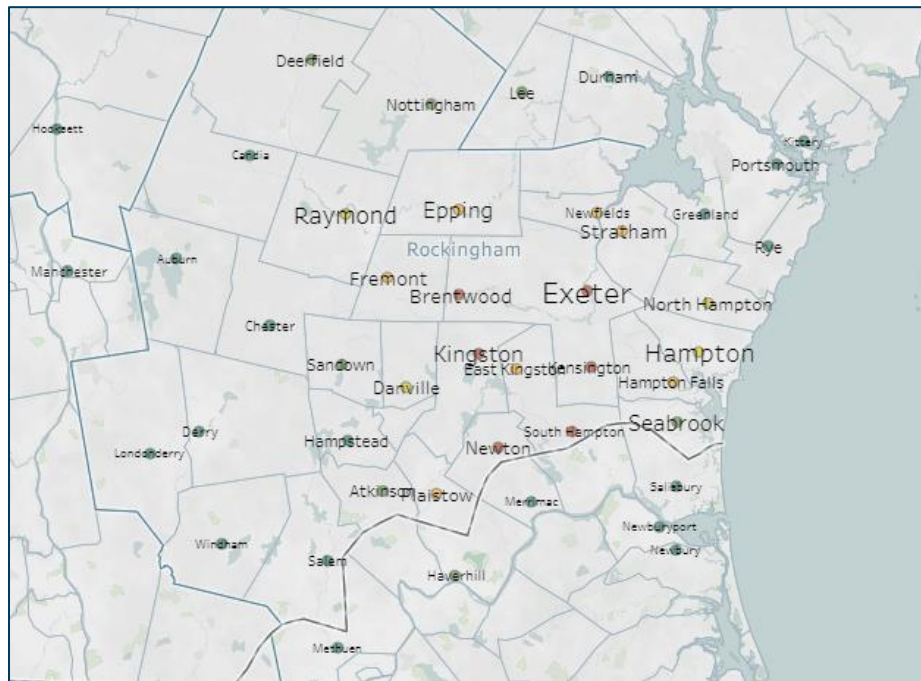 Deerfield
Durham
Lee
Nottingham
Hooksett
Kittery
Candia
Portsmouth
Raymond
Epping
Newfields
Greenland
Stratham
Rye
Rockingham
Auburn
Manchester
Fremont
Brentwood
Exeter
North Hampton
Chester
Kingston
Hampton
Sandown
East Kingston
Kensington
Danville
Hampton Falls
Seabrook
Derry
South Hampton
Hampstead
Newton
Londonderry
Atkinson
Plaistow
Salisbury
Merrimac
Newburyport
Windham
Newbury
Salem
Haverhill
Methuen